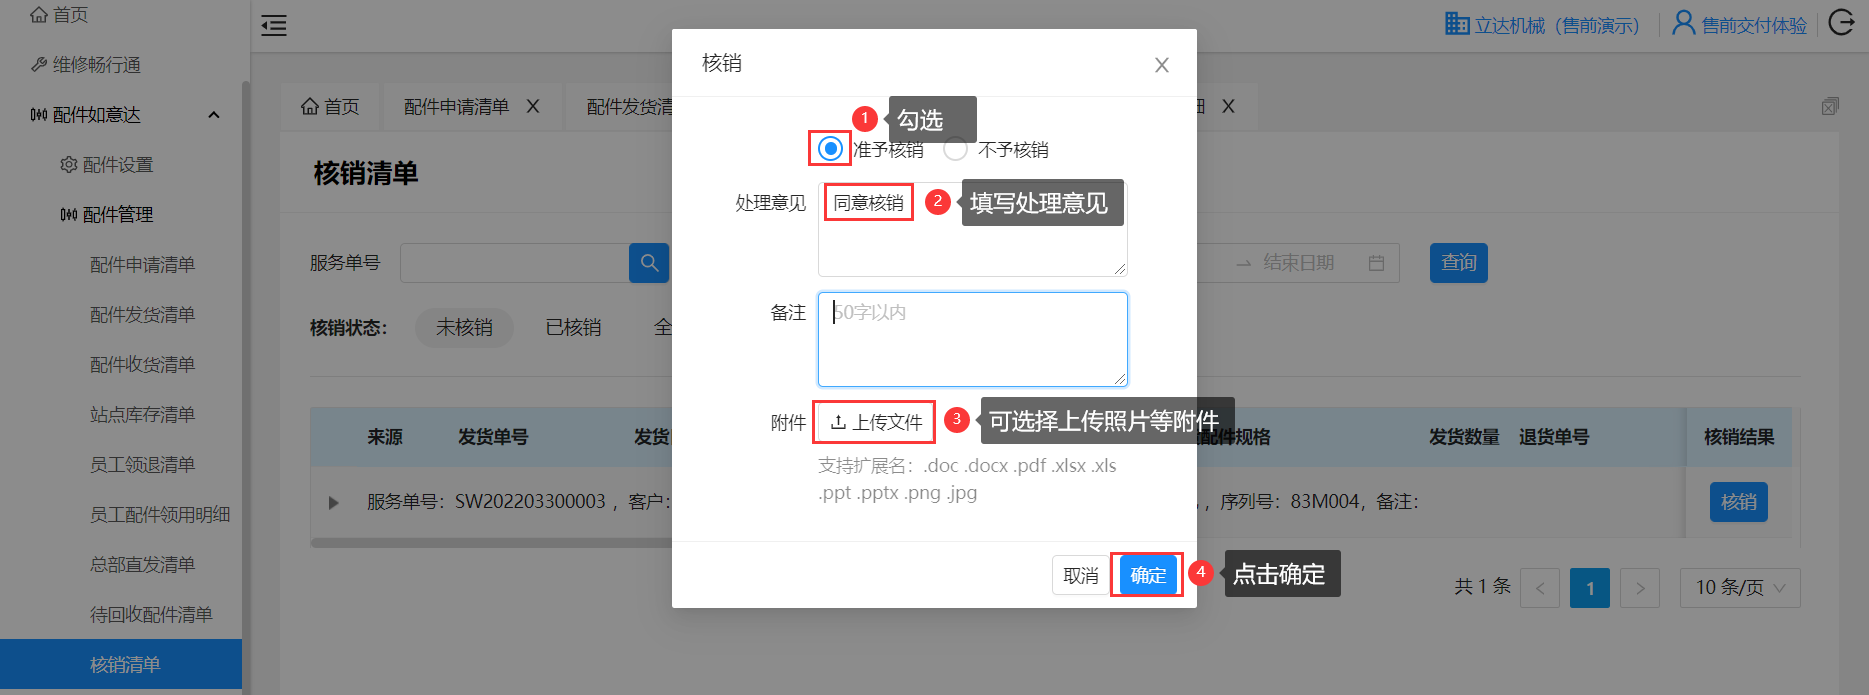 首页
维修畅行通
配件如意达
配件设置
配件管理
配件申请清单
配件发货清单
配件收货清单
站点库存清单
员工领退清单
员工配件领用明细
总部直发清单
待回收配件清单
核销清单
立达机械（售前演示）
售前交付体验
首页
配件申请清单
配件发货清
核销清单
服务单号
结束日期
查询
核销状态：
未核销
已核销
全
来源
发货单号
发货
配件规格
发货数量
退货单号
核销结果
服务单号：SW202203300003， 客户：
，序列号：83M004，备注：
核销
共 1 条
<
1
>
10 条/页
核销
1
勾选
准予核销
不予核销
处理意见
同意核销
2
填写处理意见
备注
50字以内
附件
上传文件
3
可选择上传照片等附件
支持扩展名：.doc .docx .pdf .xlsx .xls
.ppt .pptx .png .jpg
取消
确定
4
点击确定